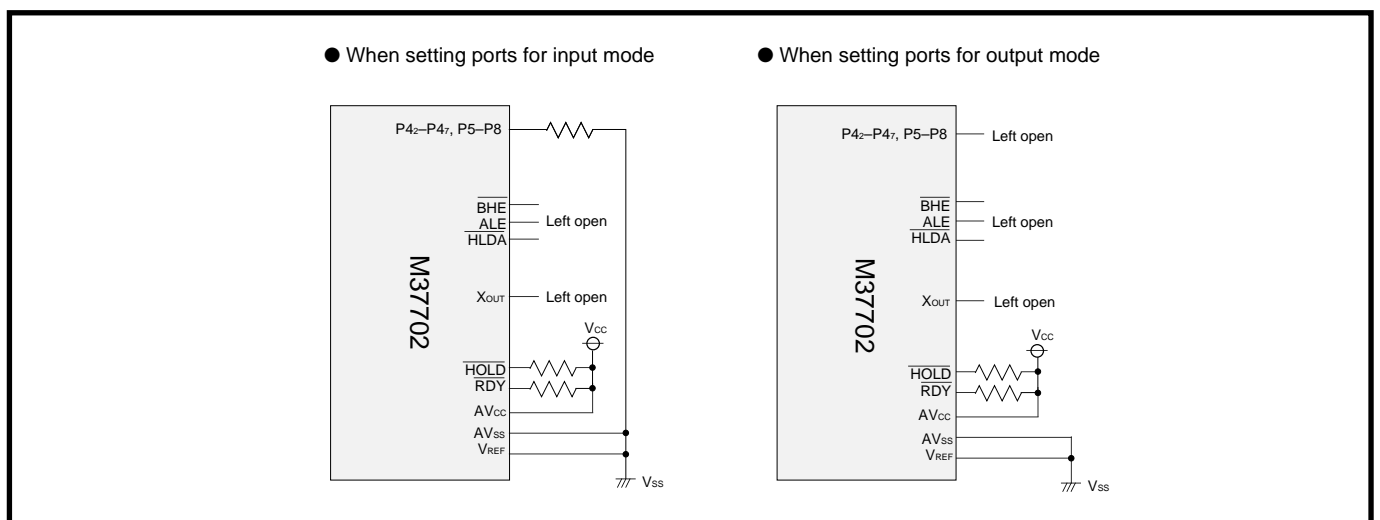 ● When setting ports for input mode
P42–P47, P5–P8
BHE
ALE
HLDA
Left open
M37702
XOUT
Left open
VCC
HOLD
RDY
AVCC
AVSS
VREF
VSS
● When setting ports for output mode
P42–P47, P5–P8
Left open
BHE
ALE
HLDA
Left open
M37702
XOUT
Left open
VCC
HOLD
RDY
AVCC
AVSS
VREF
VSS